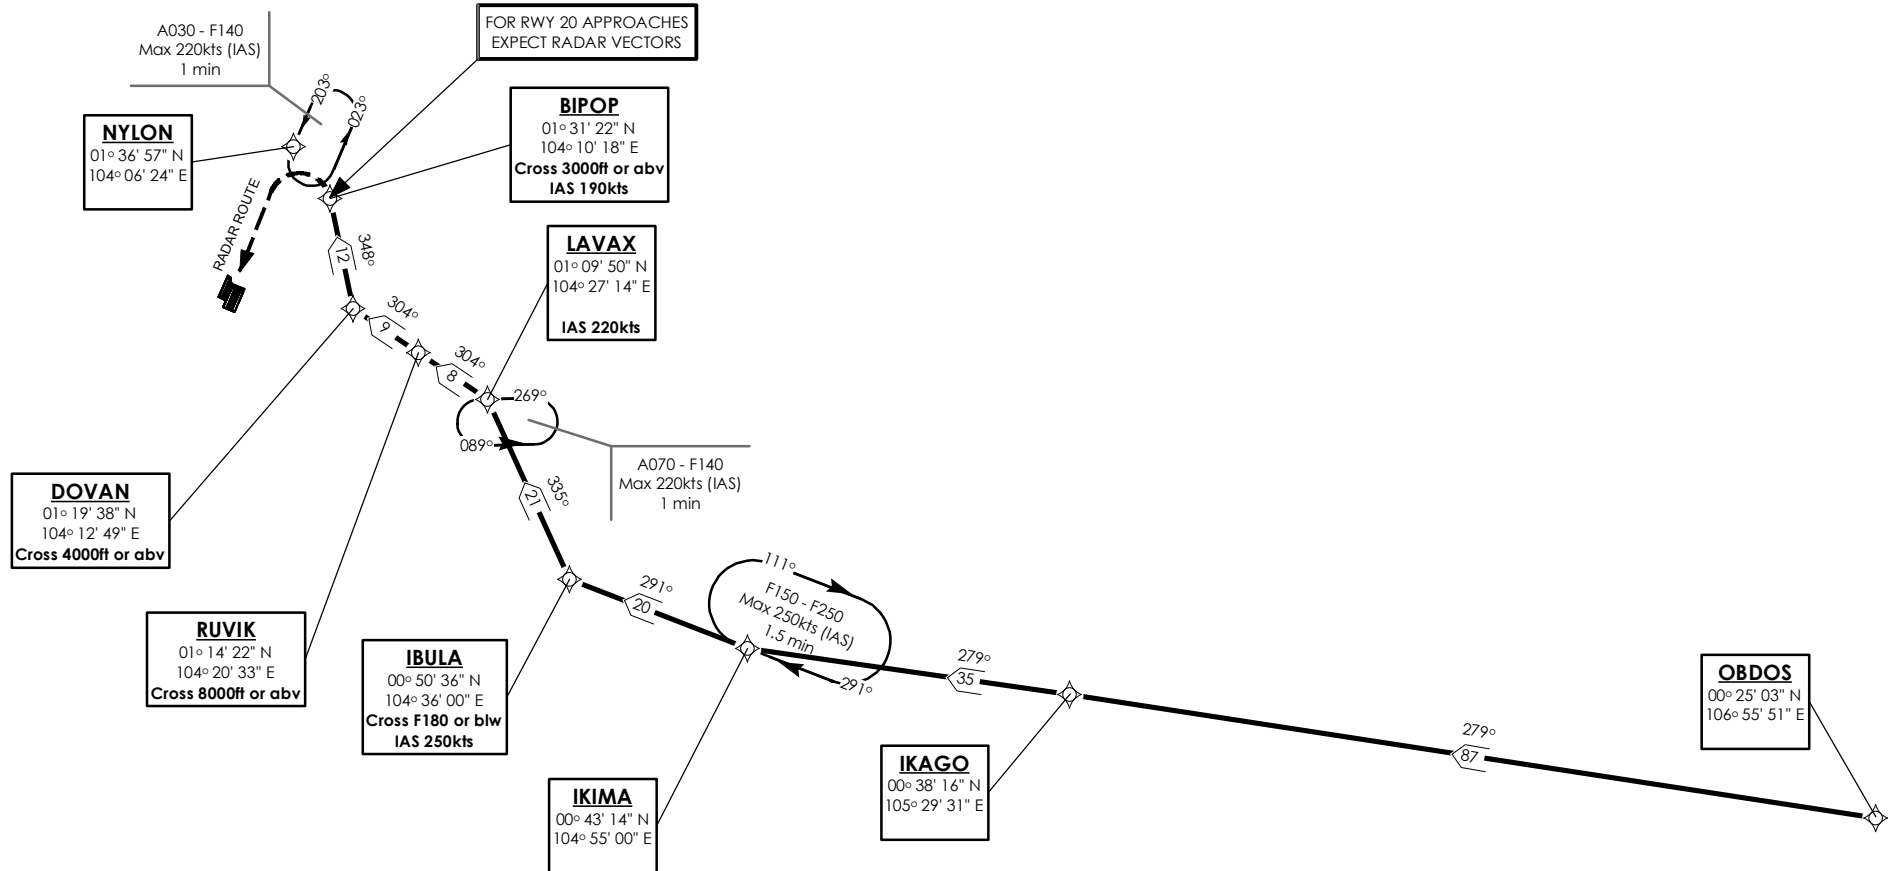 A030 - F140
Max 220kts (IAS)
1 min
FOR RWY 20 APPROACHES
EXPECT RADAR VECTORS
203°
023°
NYLON
01° 36' 57" N
104° 06' 24" E
BIPOP
01° 31' 22" N
104° 10' 18" E
Cross 3000ft or abv
IAS 190kts
RADAR ROUTE
12
348°
LAVAX
01° 09' 50" N
104° 27' 14" E
IAS 220kts
304°
9
304°
8
269°
089°
A070 - F140
Max 220kts (IAS)
1 min
21
335°
DOVAN
01° 19' 38" N
104° 12' 49" E
Cross 4000ft or abv
RUVIK
01° 14' 22" N
104° 20' 33" E
Cross 8000ft or abv
291°
20
111°
F150 - F250
Max 250kts (IAS)
1.5 min
291°
IBULA
00° 50' 36" N
104° 36' 00" E
Cross F180 or blw
IAS 250kts
279°
35
OBDOS
00° 25' 03" N
106° 55' 51" E
279°
87
IKAGO
00° 38' 16" N
105° 29' 31" E
IKIMA
00° 43' 14" N
104° 55' 00" E